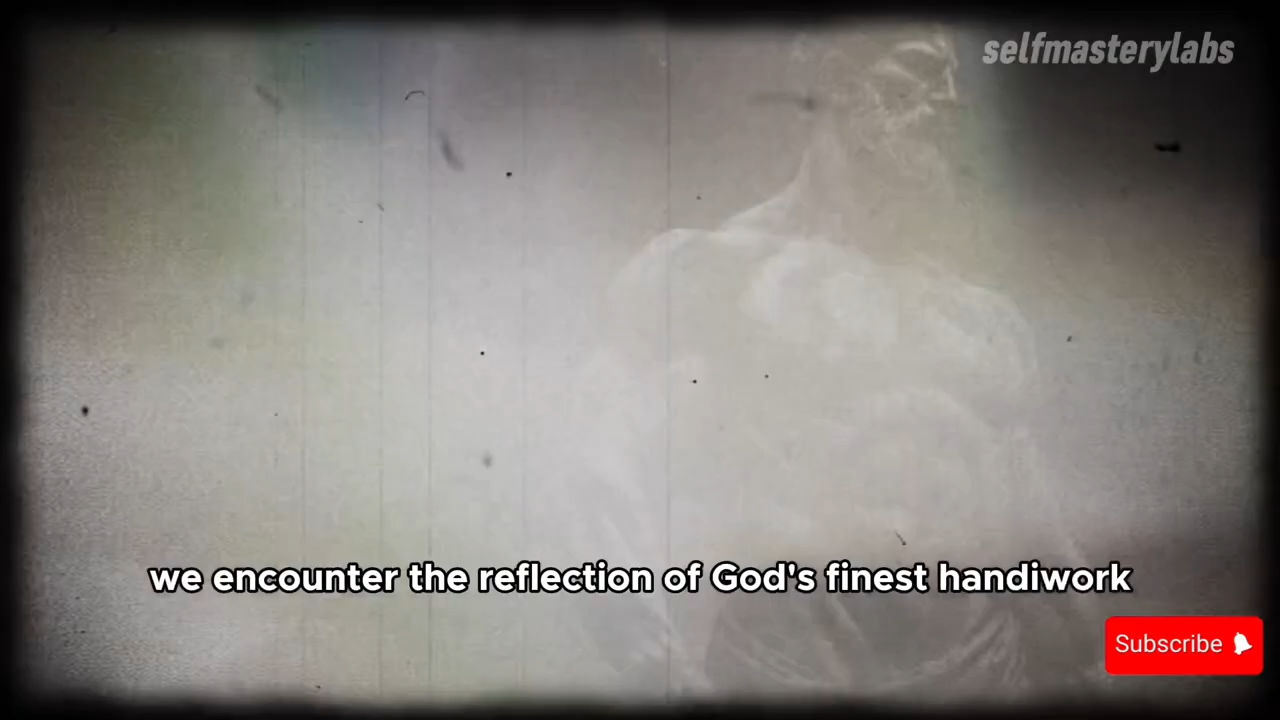 selfmasterylabs
we encounter the reflection of God's finest handiwork
Subscribe